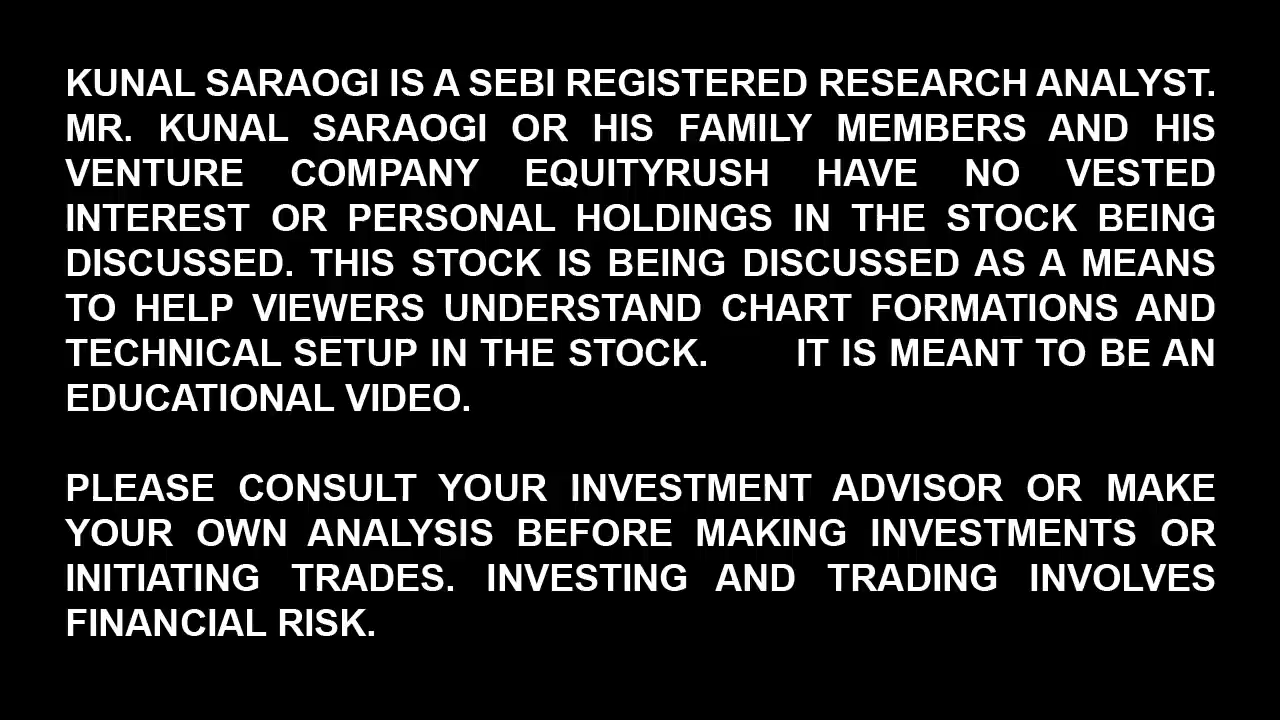 KUNAL SARAOGI IS A SEBI REGISTERED RESEARCH ANALYST.
MR. KUNAL SARAOGI OR HIS FAMILY MEMBERS AND HIS
VENTURE COMPANY EQUITYRUSH HAVE NO VESTED
INTEREST OR PERSONAL HOLDINGS IN THE STOCK BEING
DISCUSSED. THIS STOCK IS BEING DISCUSSED AS A MEANS
TO HELP VIEWERS UNDERSTAND CHART FORMATIONS AND
TECHNICAL SETUP IN THE STOCK. IT IS MEANT TO BE AN
EDUCATIONAL VIDEO.
PLEASE CONSULT YOUR INVESTMENT ADVISOR OR MAKE
YOUR OWN ANALYSIS BEFORE MAKING INVESTMENTS OR
INITIATING TRADES. INVESTING AND TRADING INVOLVES
FINANCIAL RISK.